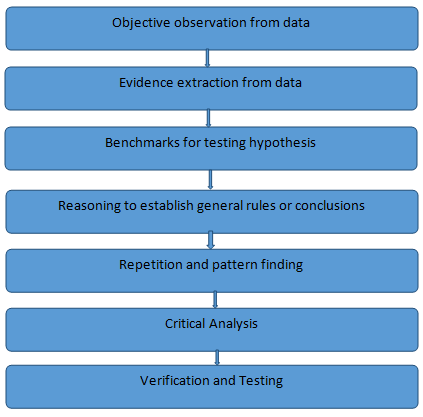 Objective observation from data
Evidence extraction from data
Benchmarks for testing hypothesis
Reasoning to establish general rules or conclusions
Repetition and pattern finding
Critical Analysis
Verification and Testing